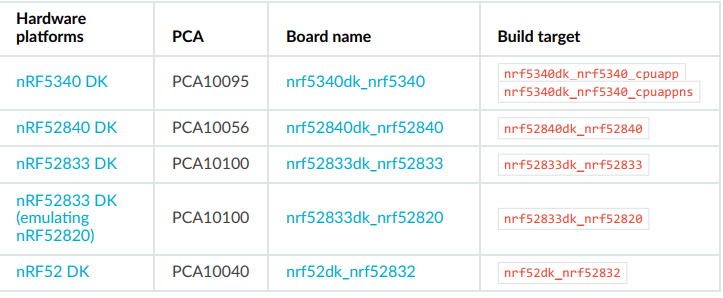 Hardware platforms PCA Board name Build target
nRF5340 DK PCA10095 nrf5340dk_nrf5340 nrf5340dk_nrf5340_cpuapp
nrf5340dk_nrf5340_cpuappns
nRF52840 DK PCA10056 nrf52840dk_nrf52840 nrf52840dk_nrf52840
nRF52833 DK PCA10100 nrf52833dk_nrf52833 nrf52833dk_nrf52833
nRF52833 DK (emulating nRF52820) PCA10100 nrf52833dk_nrf52820 nrf52833dk_nrf52820
nRF52 DK PCA10040 nrf52dk_nrf52832 nrf52dk_nrf52832